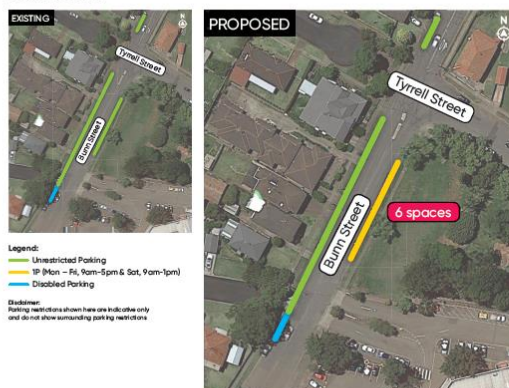 EXISTING
N
Tyrrell Street
Bunn Street
Legend:
Unrestricted Parking
1P (Mon – Fri, 9am-5pm & Sat, 9am-1pm)
Disabled Parking
Disclaimer:
Parking restrictions shown here are indicative only
and do not show surrounding parking restrictions
PROPOSED
N
Tyrrell Street
Bunn Street
6 spaces